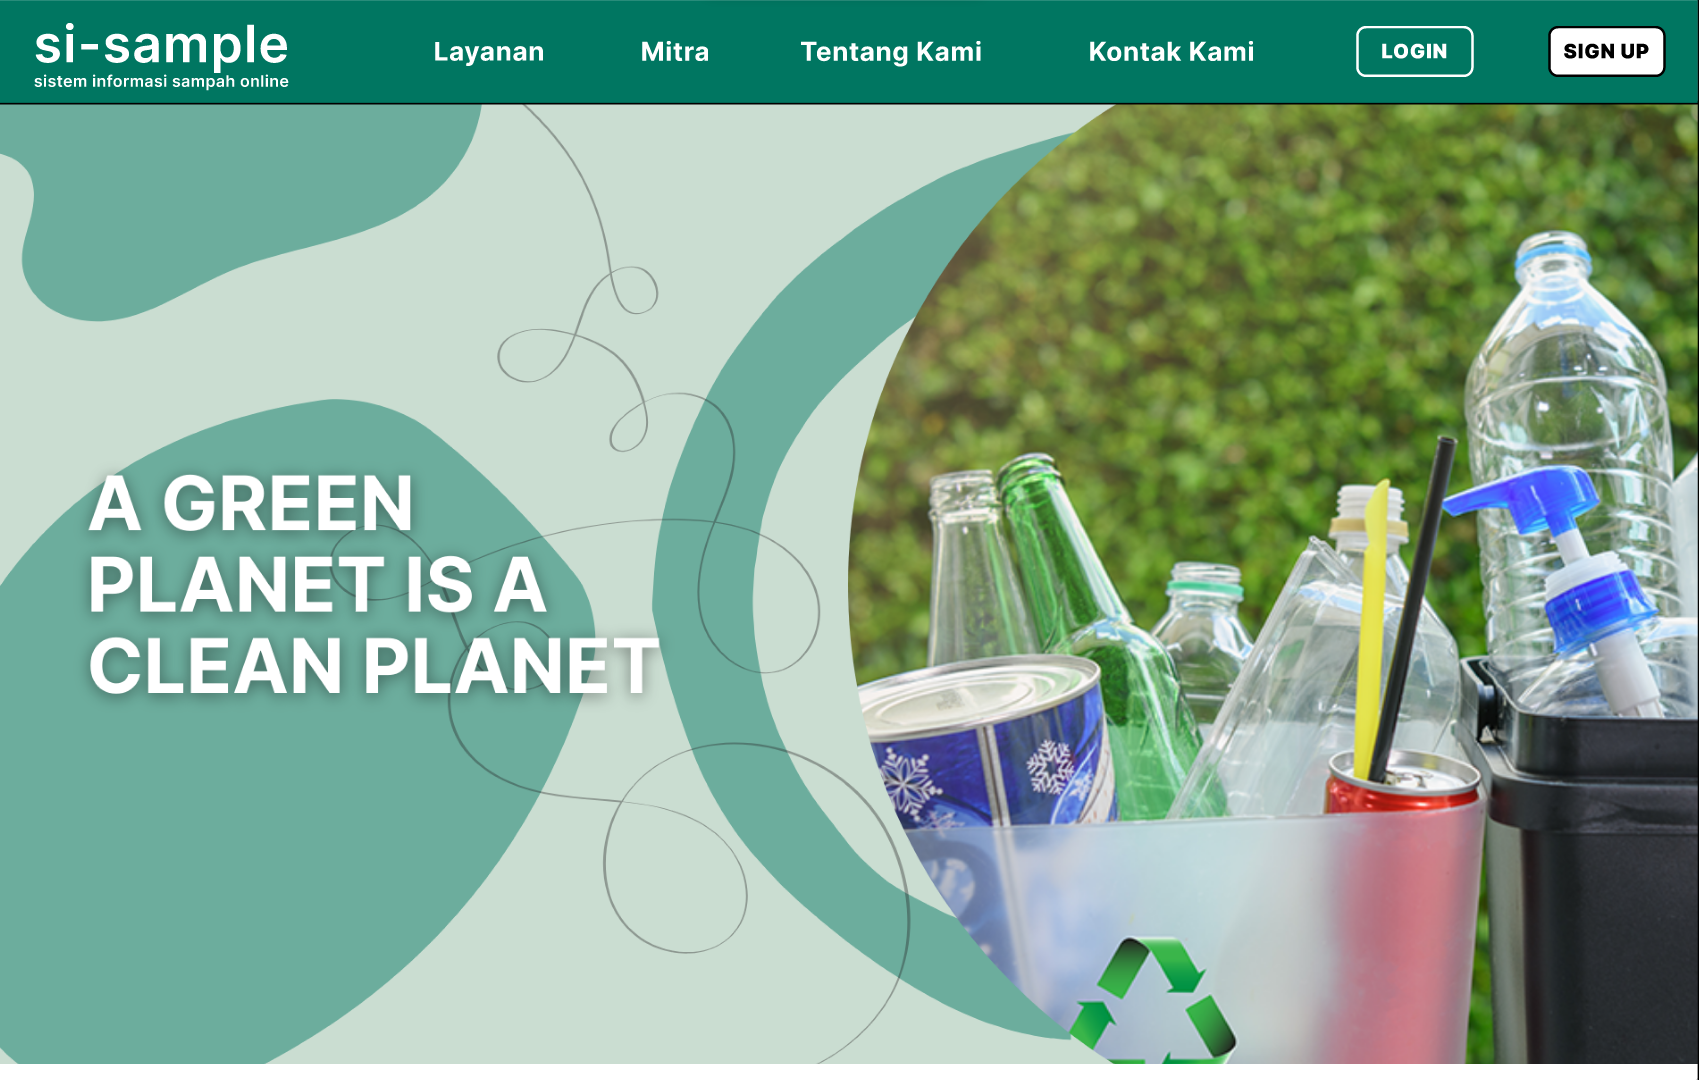 si-sample
sistem informasi sampah online
Layanan
Mitra
Tentang Kami
Kontak Kami
LOGIN
SIGN UP
A GREEN
PLANET IS A
CLEAN PLANET